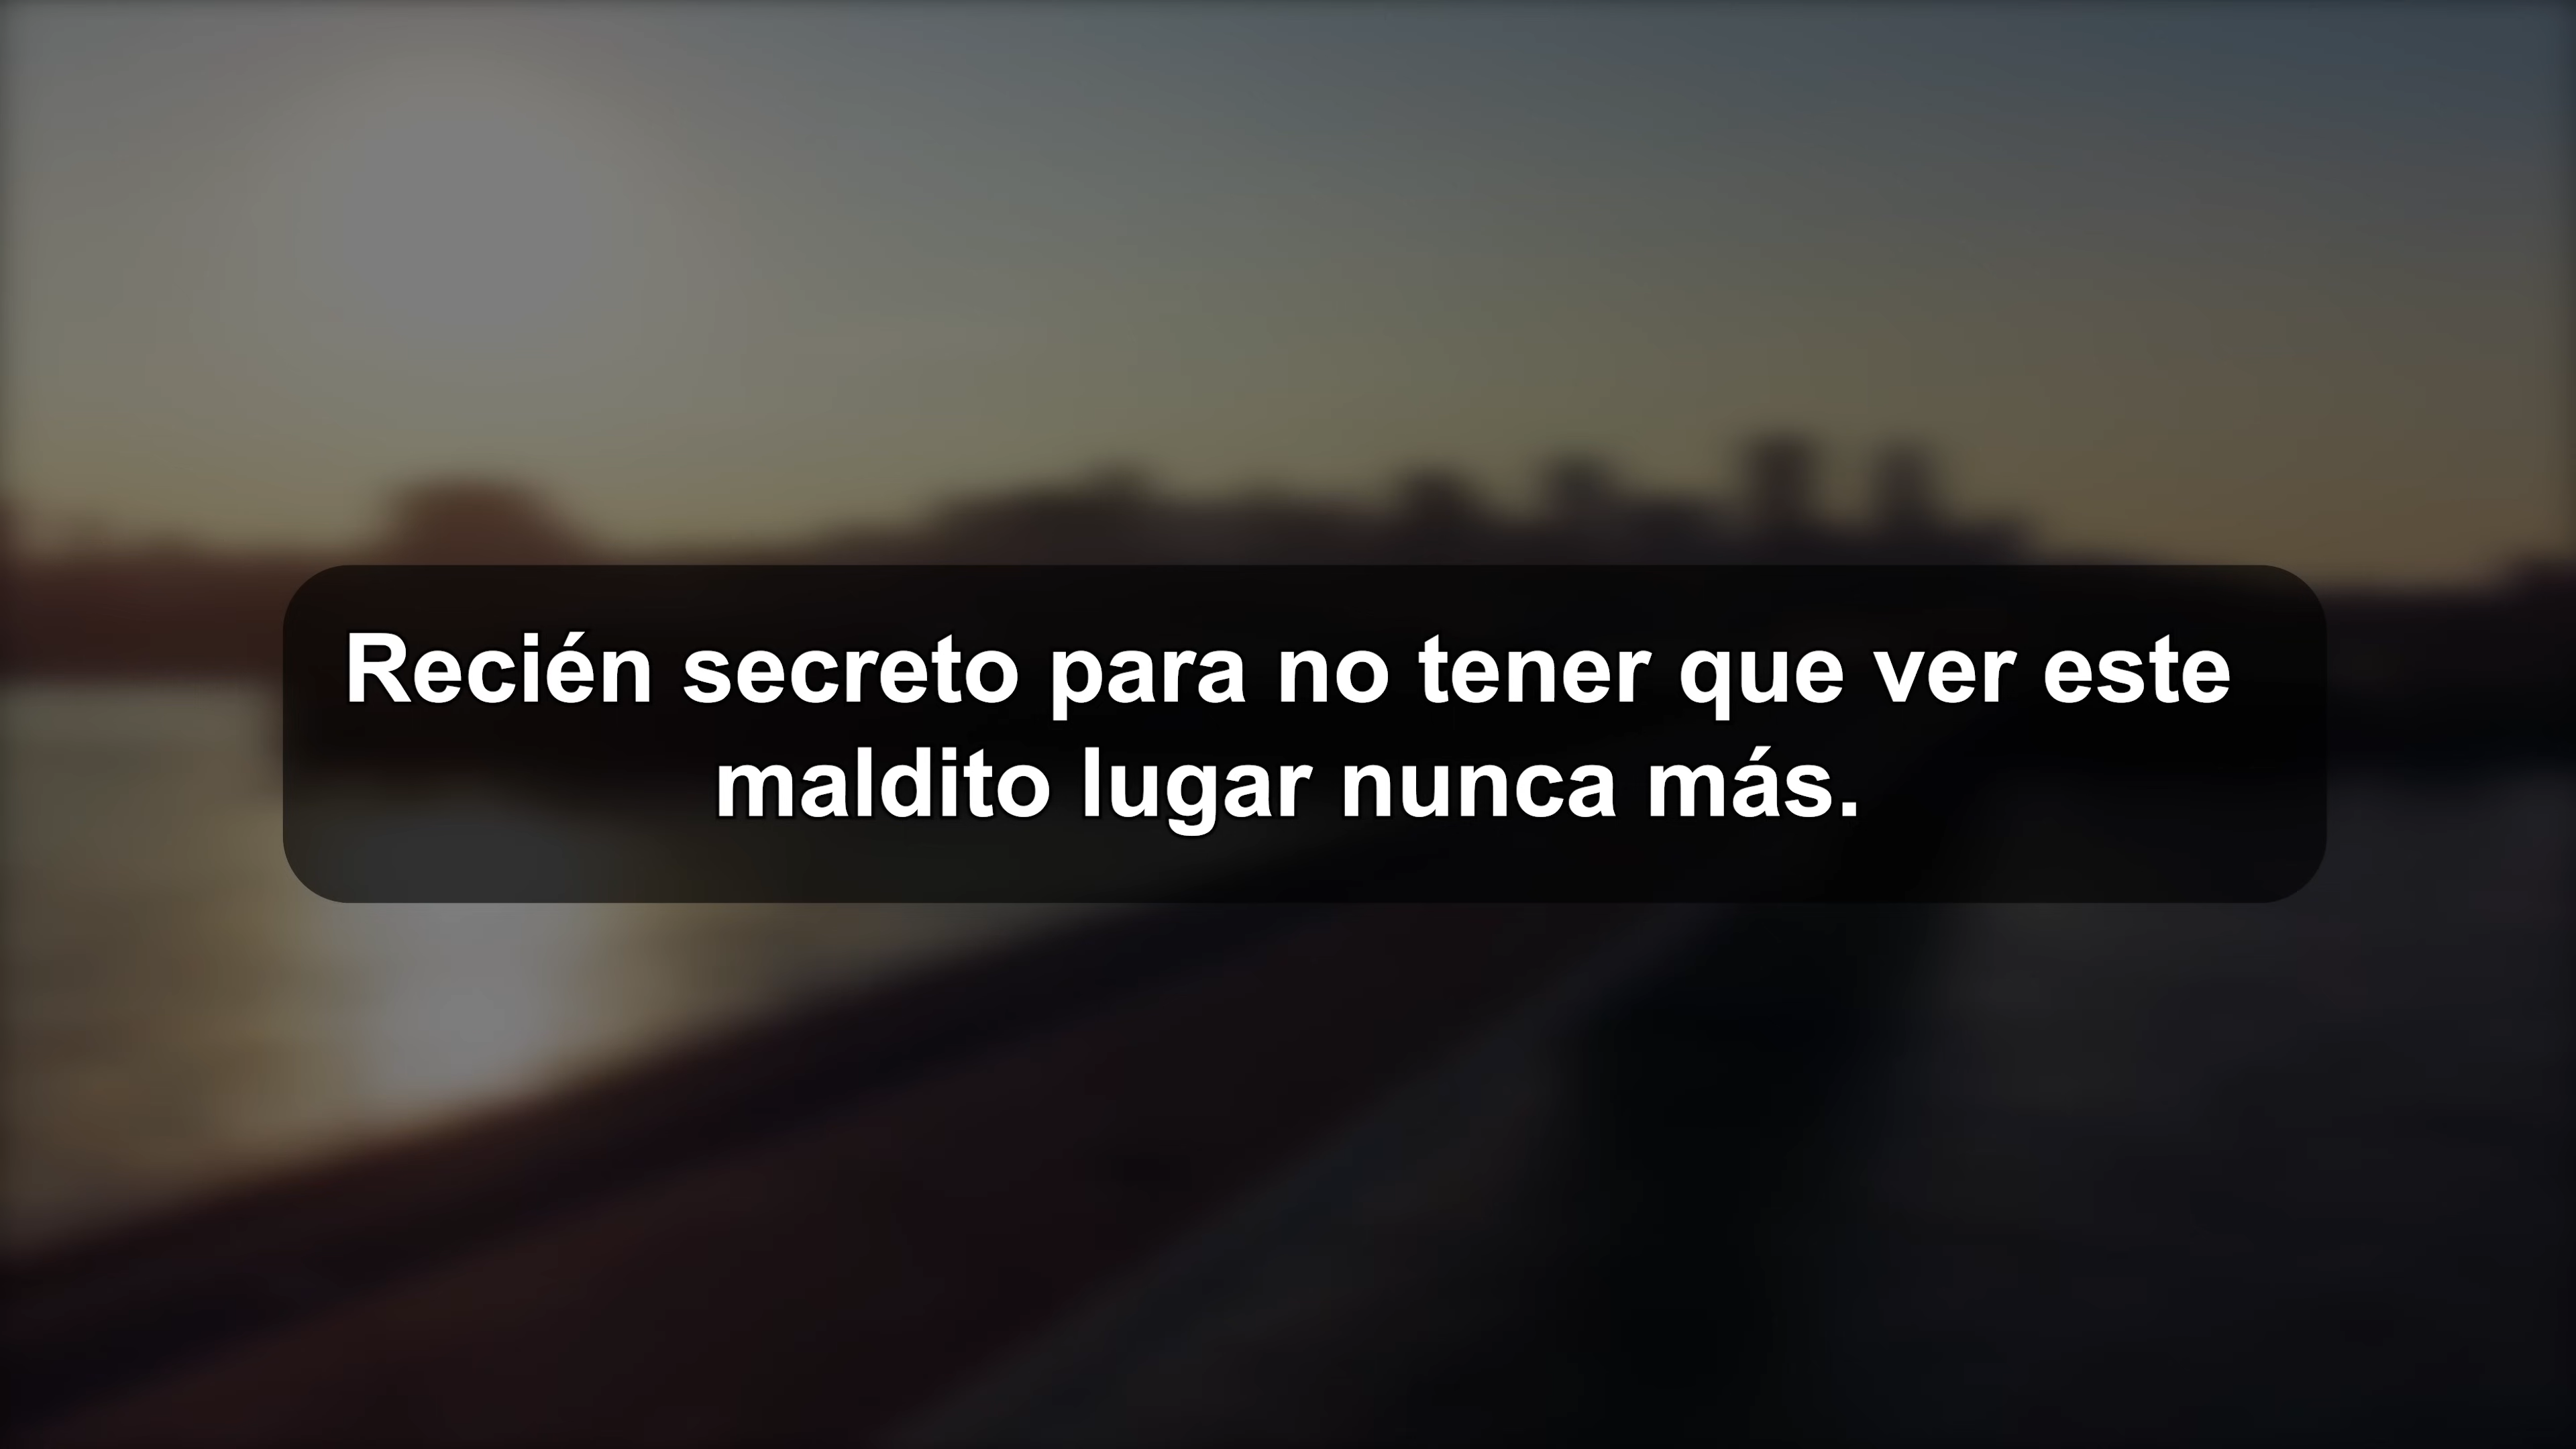 Recién secreto para no tener que ver este
maldito lugar nunca más.